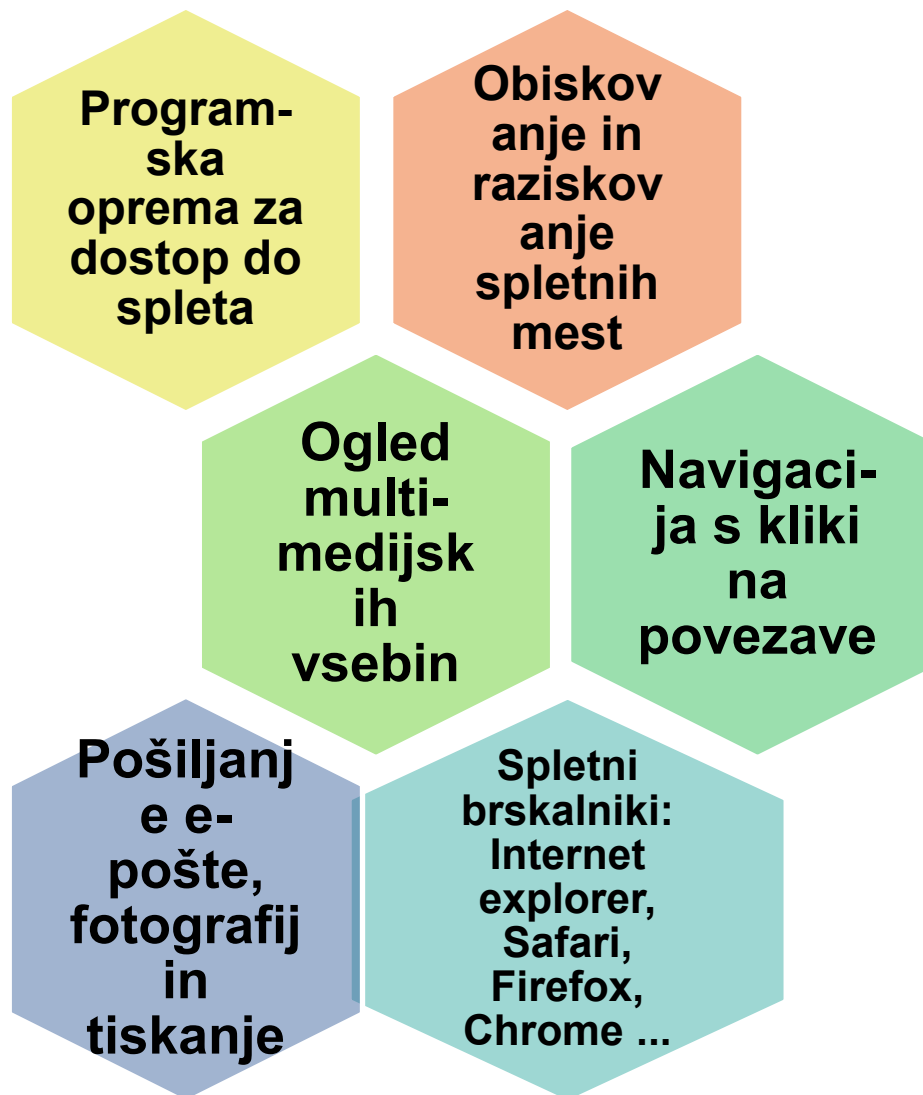 Program-
ska
oprema za
dostop do
spleta
Obiskov
anje in
raziskov
anje
spletnih
mest
Ogled
multi-
medijsk
ih
vsebin
Navigaci-
ja s kliki
na
povezave
Pošiljanj
e e-
pošte,
fotografij
in
tiskanje
Spletni
brskalniki:
Internet
explorer,
Safari,
Firefox,
Chrome ...